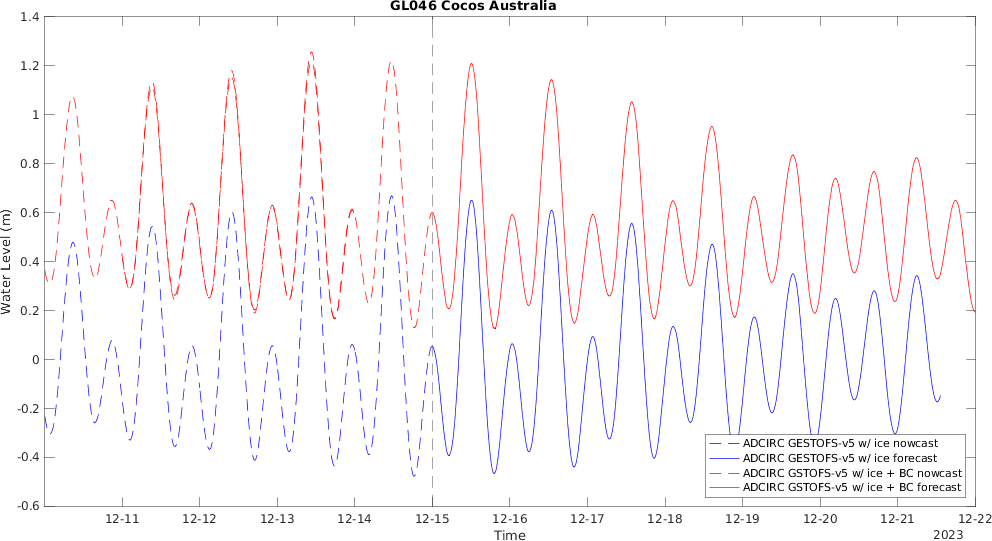 GL046 Cocos Australia
1.4
1.2
1
0.8
0.6
0.4
0.2
0
-0.2
-0.4
-0.6
Water Level (m)
ADCIRC GESTOFS-v5 w/ ice nowcast
ADCIRC GESTOFS-v5 w/ ice forecast
ADCIRC GSTOFS-v5 w/ ice + BC nowcast
ADCIRC GSTOFS-v5 w/ ice + BC forecast
12-11 12-12 12-13 12-14 12-15 12-16 12-17 12-18 12-19 12-20 12-21 12-22
Time
2023